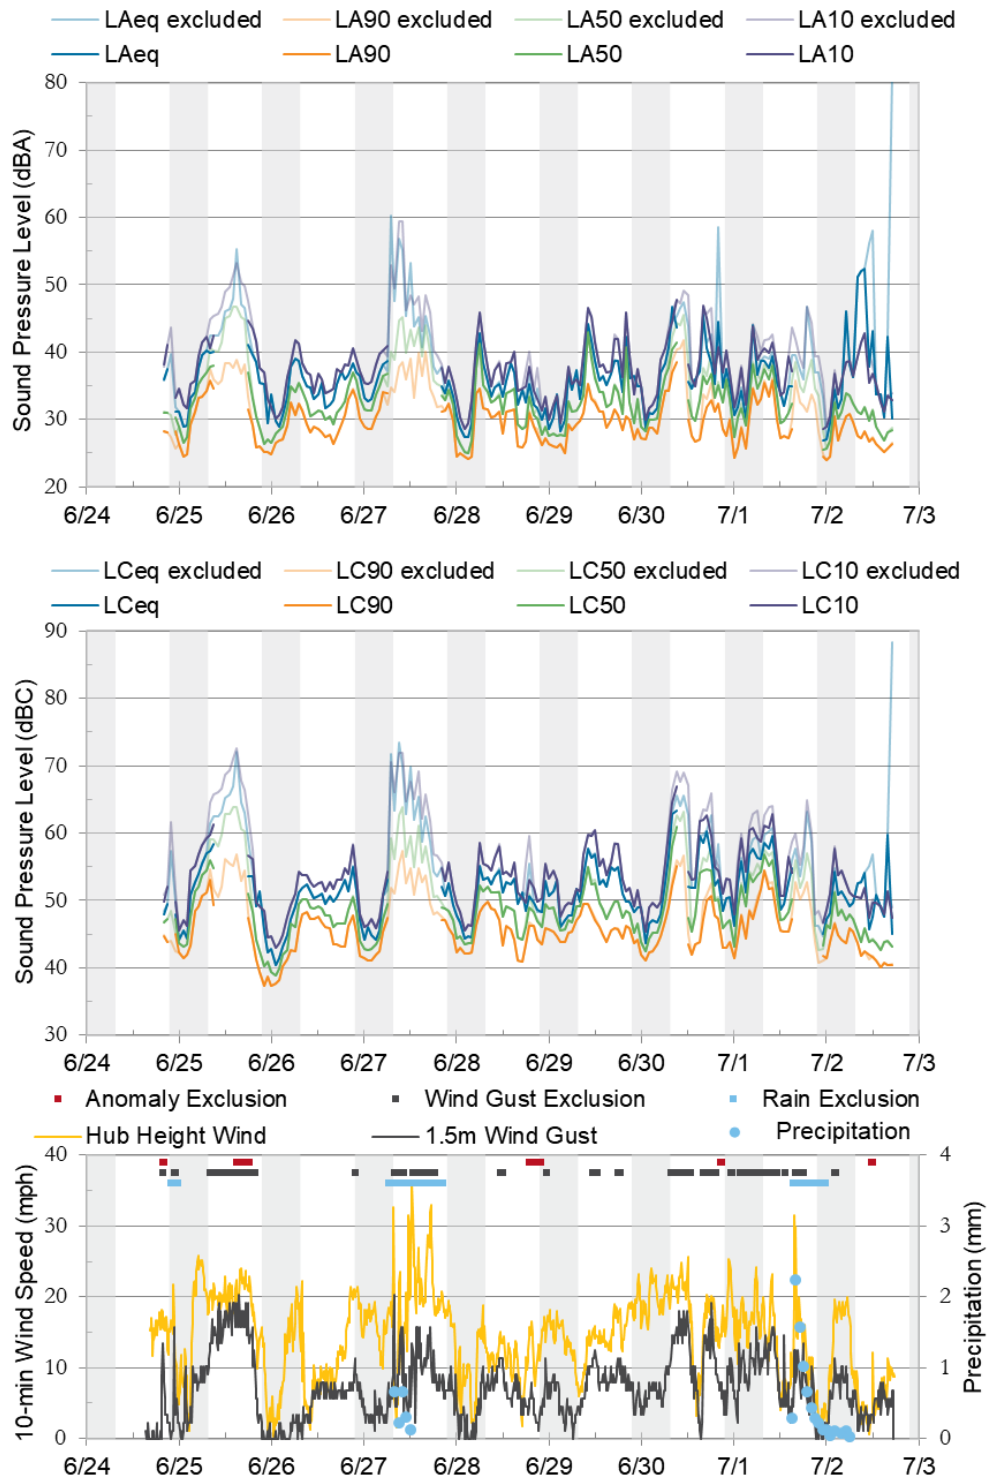 LAeq excluded LA90 excluded LA50 excluded LA10 excluded
LAeq LA90 LA50 LA10
Sound Pressure Level (dBA)
80
70
60
50
40
30
20
6/24 6/25 6/26 6/27 6/28 6/29 6/30 7/1 7/2 7/3
LCeq excluded LC90 excluded LC50 excluded LC10 excluded
LCeq LC90 LC50 LC10
Sound Pressure Level (dBC)
90
80
70
60
50
40
30
6/24 6/25 6/26 6/27 6/28 6/29 6/30 7/1 7/2 7/3
Anomaly Exclusion Wind Gust Exclusion Rain Exclusion
Hub Height Wind 1.5m Wind Gust Precipitation
10-min Wind Speed (mph)
40 4
30 3
20 2
10 1
0 0
Precipitation (mm)
6/24 6/25 6/26 6/27 6/28 6/29 6/30 7/1 7/2 7/3